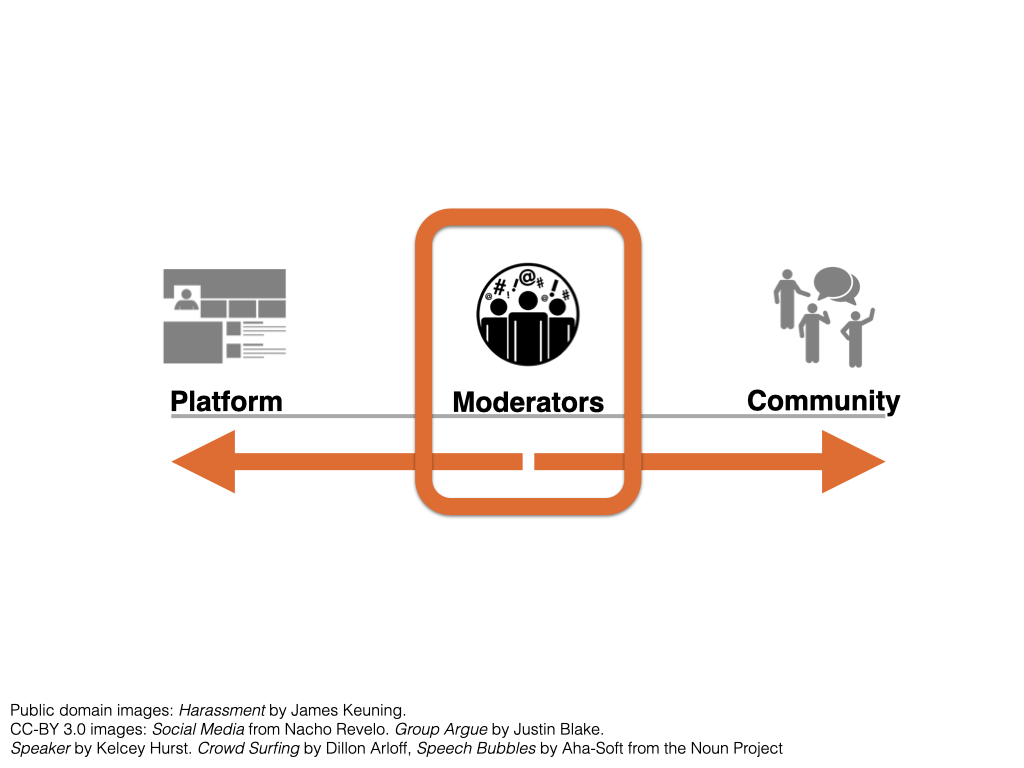 Platform
Moderators
Community
Public domain images: Harassment by James Keuning.
CC-BY 3.0 images: Social Media from Nacho Revelo. Group Argue by Justin Blake.
Speaker by Kelcey Hurst. Crowd Surfing by Dillon Arloff, Speech Bubbles by Aha-Soft from the Noun Project